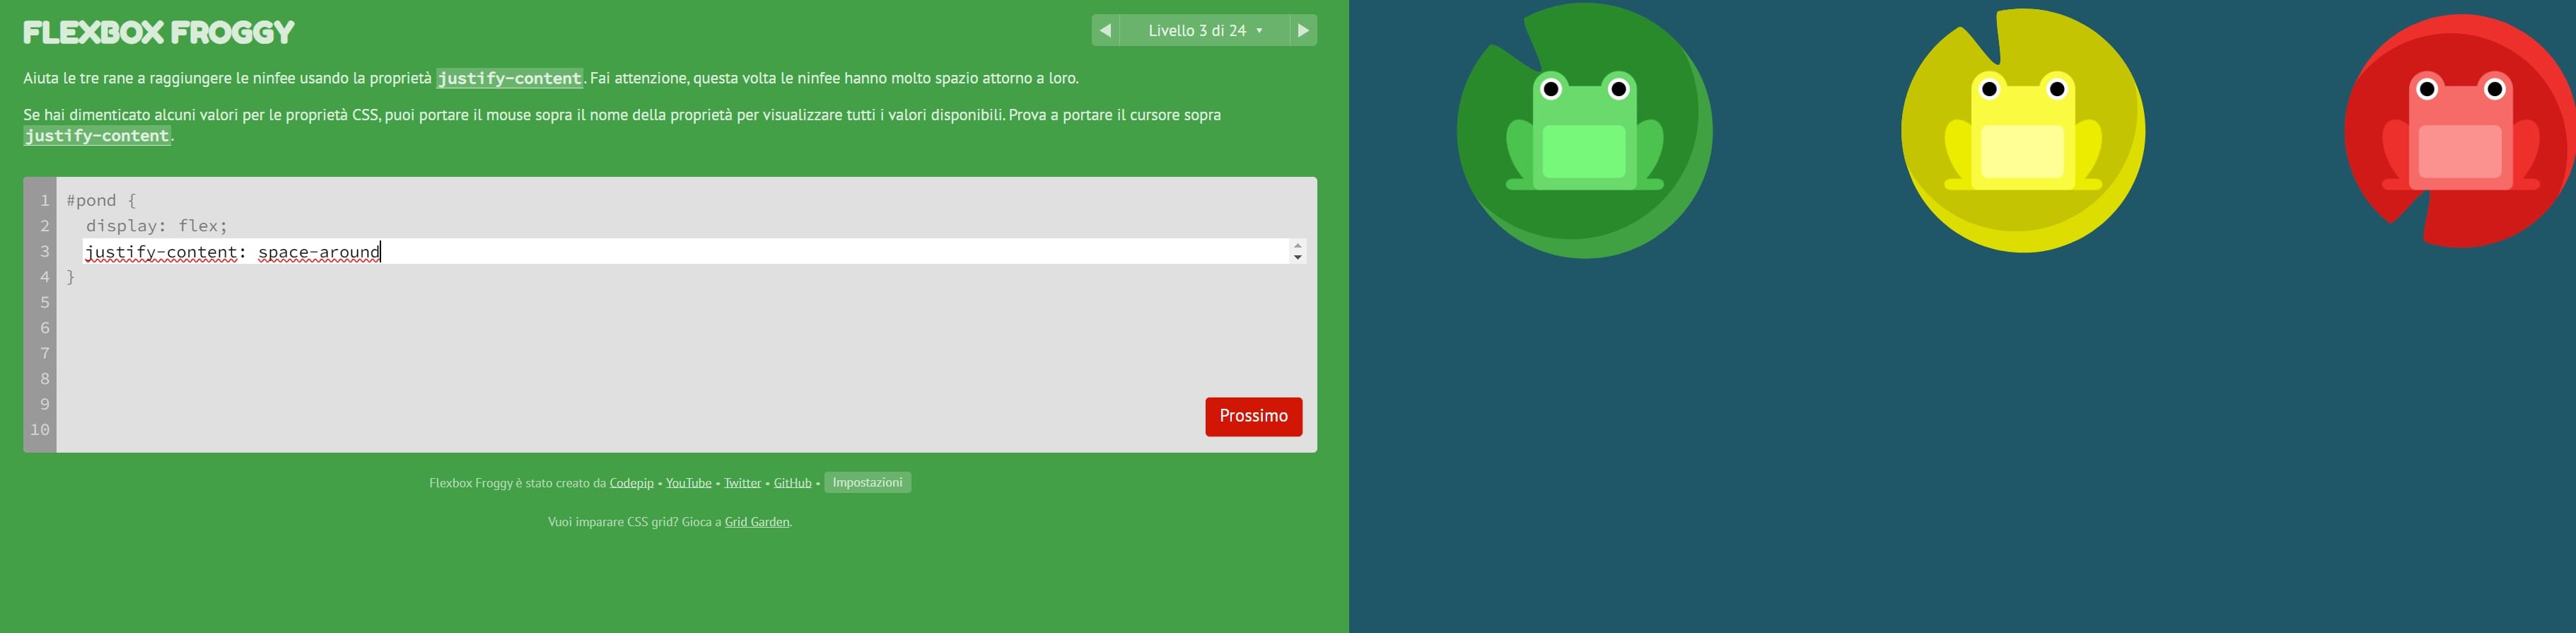 FLEXBOX FROGGY
Livello 3 di 24
Aiuta le tre rane a raggiungere le ninfee usando la proprietà justify-content. Fai attenzione, questa volta le ninfee hanno molto spazio attorno a loro.
Se hai dimenticato alcuni valori per le proprietà CSS, puoi portare il mouse sopra il nome della proprietà per visualizzare tutti i valori disponibili. Prova a portare il cursore sopra
justify-content.
1 #pond {
2 display: flex;
3 justify-content: space-around
4 }
5
6
7
8
9
10
Prossimo
Flexbox Froggy è stato creato da Codepip • YouTube • Twitter • GitHub • Impostazioni
Vuoi imparare CSS grid? Gioca a Grid Garden.